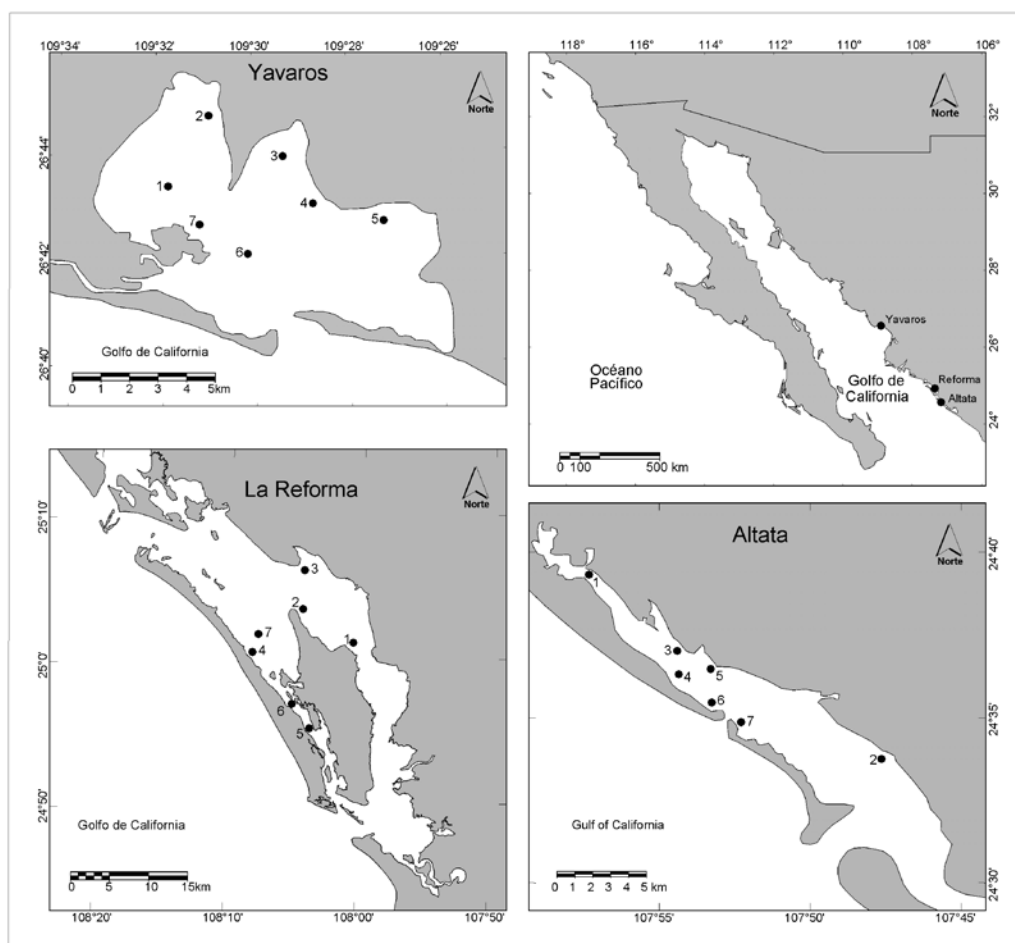 109°34' 109°32' 109°30' 109°28' 109°26'
Yavaros
Norte
26°44'
26°42'
26°40'
2
3
1
4
5
7
6
Golfo de California
0 1 2 3 4 5km
118° 116° 114° 112° 110° 108° 106°
Norte
32°
30°
28°
26°
24°
Yavaros
Reforma
Altata
Océano
Pacífico
Golfo de
California
0 100 500 km
La Reforma
Norte
25°10'
25°0'
24°50'
3
2
1
7
4
6
5
Golfo de California
0 5 10 15km
108°20' 108°10' 108°00' 107°50'
Altata
Norte
24°40'
24°35'
24°30'
1
3
5
4
6
7
2
Gulf of California
0 1 2 3 4 5km
107°55' 107°50' 107°45'